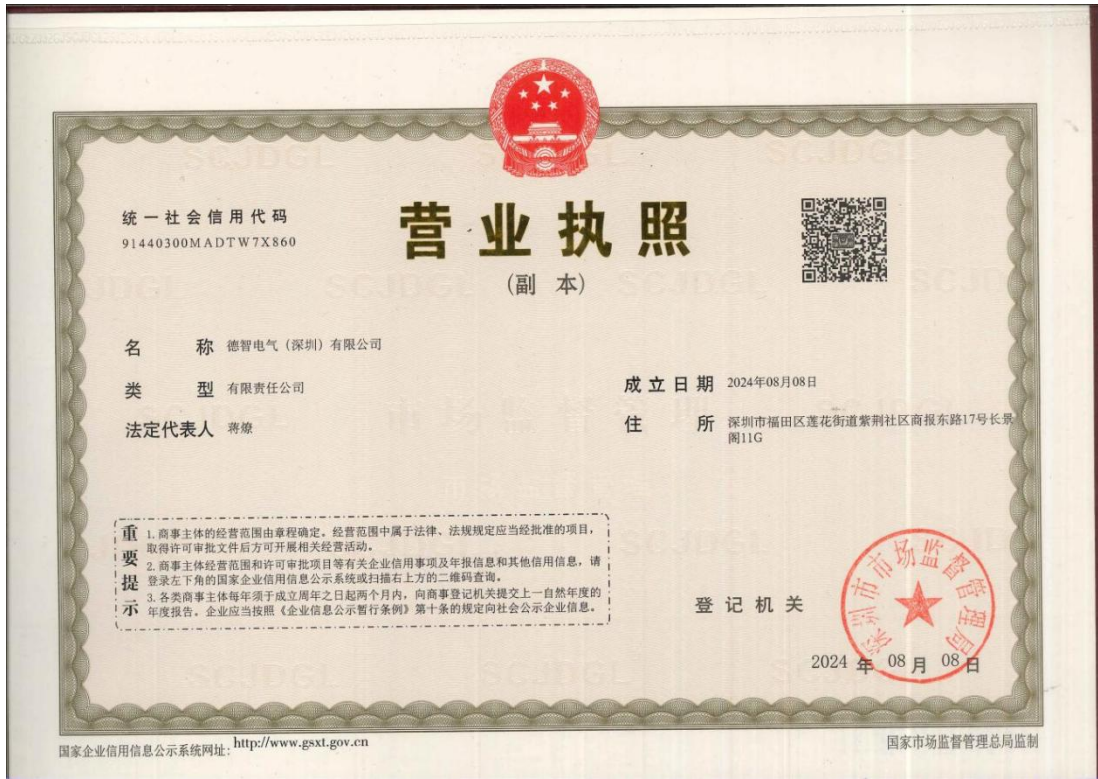 统一社会信用代码
91440300MADTW7X860
营业执照
(副 本)
名 称 德智电气（深圳）有限公司
类 型 有限责任公司
法定代表人 蒋燎
成立日期 2024年08月08日
住 所 深圳市福田区莲花街道紫荆社区商报东路17号长景
阁11G
重要提示
1.商事主体的经营范围由章程确定。经营范围中属于法律、法规规定应当经批准的项目，
取得许可审批文件后方可开展相关经营活动。
2.商事主体经营范围和许可审批项目等有关企业信用事项及年报信息和其他信用信息，请
登录左下角的国家企业信用信息公示系统或扫描右上方的二维码查询。
3.各类商事主体每年须于成立周年之日起两个月内，向商事登记机关提交上一自然年度的
年度报告。企业应当按照《企业信息公示暂行条例》第十条的规定向社会公示企业信息。
登记机关
深圳市市场监督管理局
2024 年 08 月 08 日
国家企业信用信息公示系统网址: http://www.gsxt.gov.cn
国家市场监督管理总局监制